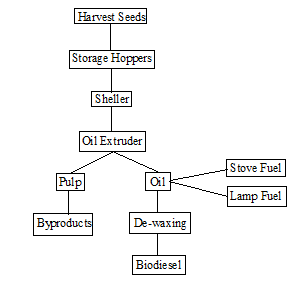 Harvest Seeds
Storage Hoppers
Sheller
Oil Extruder
Pulp
Oil
Stove Fuel
Lamp Fuel
Byproducts
De-waxing
Biodiesel